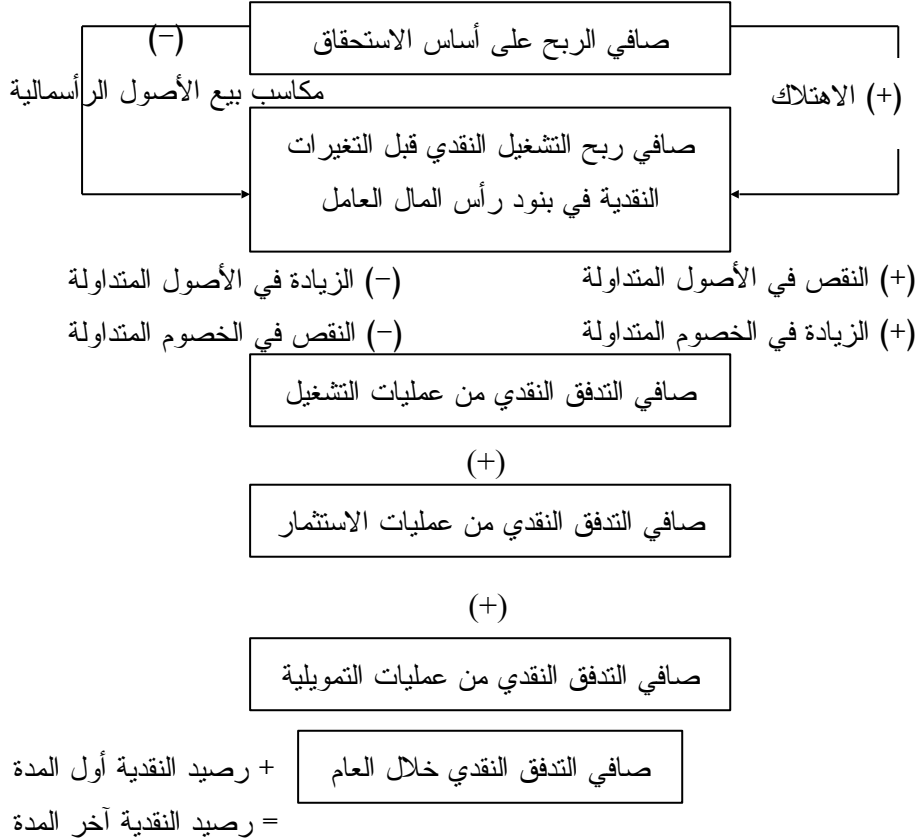 صافي الربح على أساس الاستحقاق
(−)
(+) الاهتلاك
مكاسب بيع الأصول الرأسمالية
صافي ربح التشغيل النقدي قبل التغيرات
النقدية في بنود رأس المال العامل
(+) النقص في الأصول المتداولة
(−) الزيادة في الأصول المتداولة
(+) الزيادة في الخصوم المتداولة
(−) النقص في الخصوم المتداولة
صافي التدفق النقدي من عمليات التشغيل
(+)
صافي التدفق النقدي من عمليات الاستثمار
(+)
صافي التدفق النقدي من عمليات التمويلية
صافي التدفق النقدي خلال العام
+ رصيد النقدية أول المدة
= رصيد النقدية آخر المدة